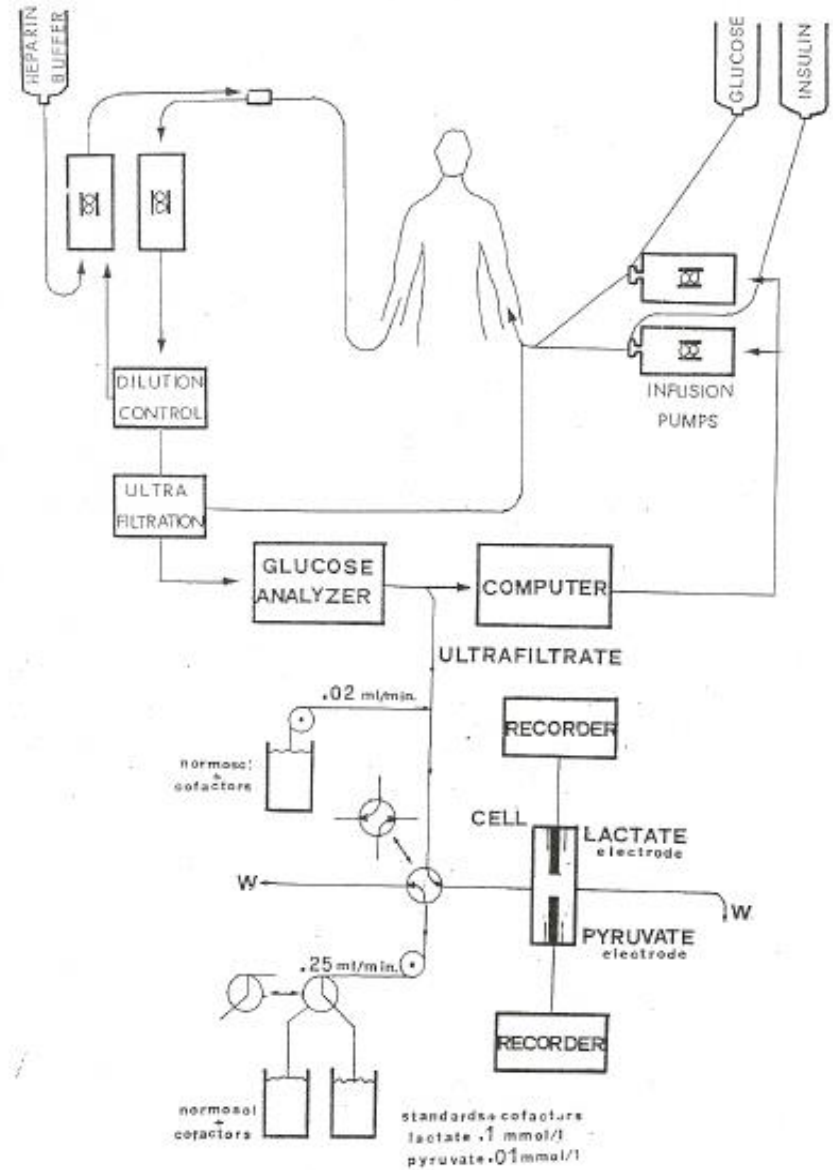 HEPARIN
BUFFER
GLUCOSE
INSULIN
DILUTION
CONTROL
INFUSION
PUMPS
ULTRA
FILTRATION
GLUCOSE
ANALYZER
COMPUTER
ULTRAFILTRATE
.02 ml/min.
RECORDER
normosol
+
cofactors
CELL
LACTATE
electrode
W
W
PYRUVATE
electrode
.25 ml/min.
RECORDER
normosol
+
cofactors
standards+cofactors
lactate .1 mmol/l
pyruvate .01 mmol/l